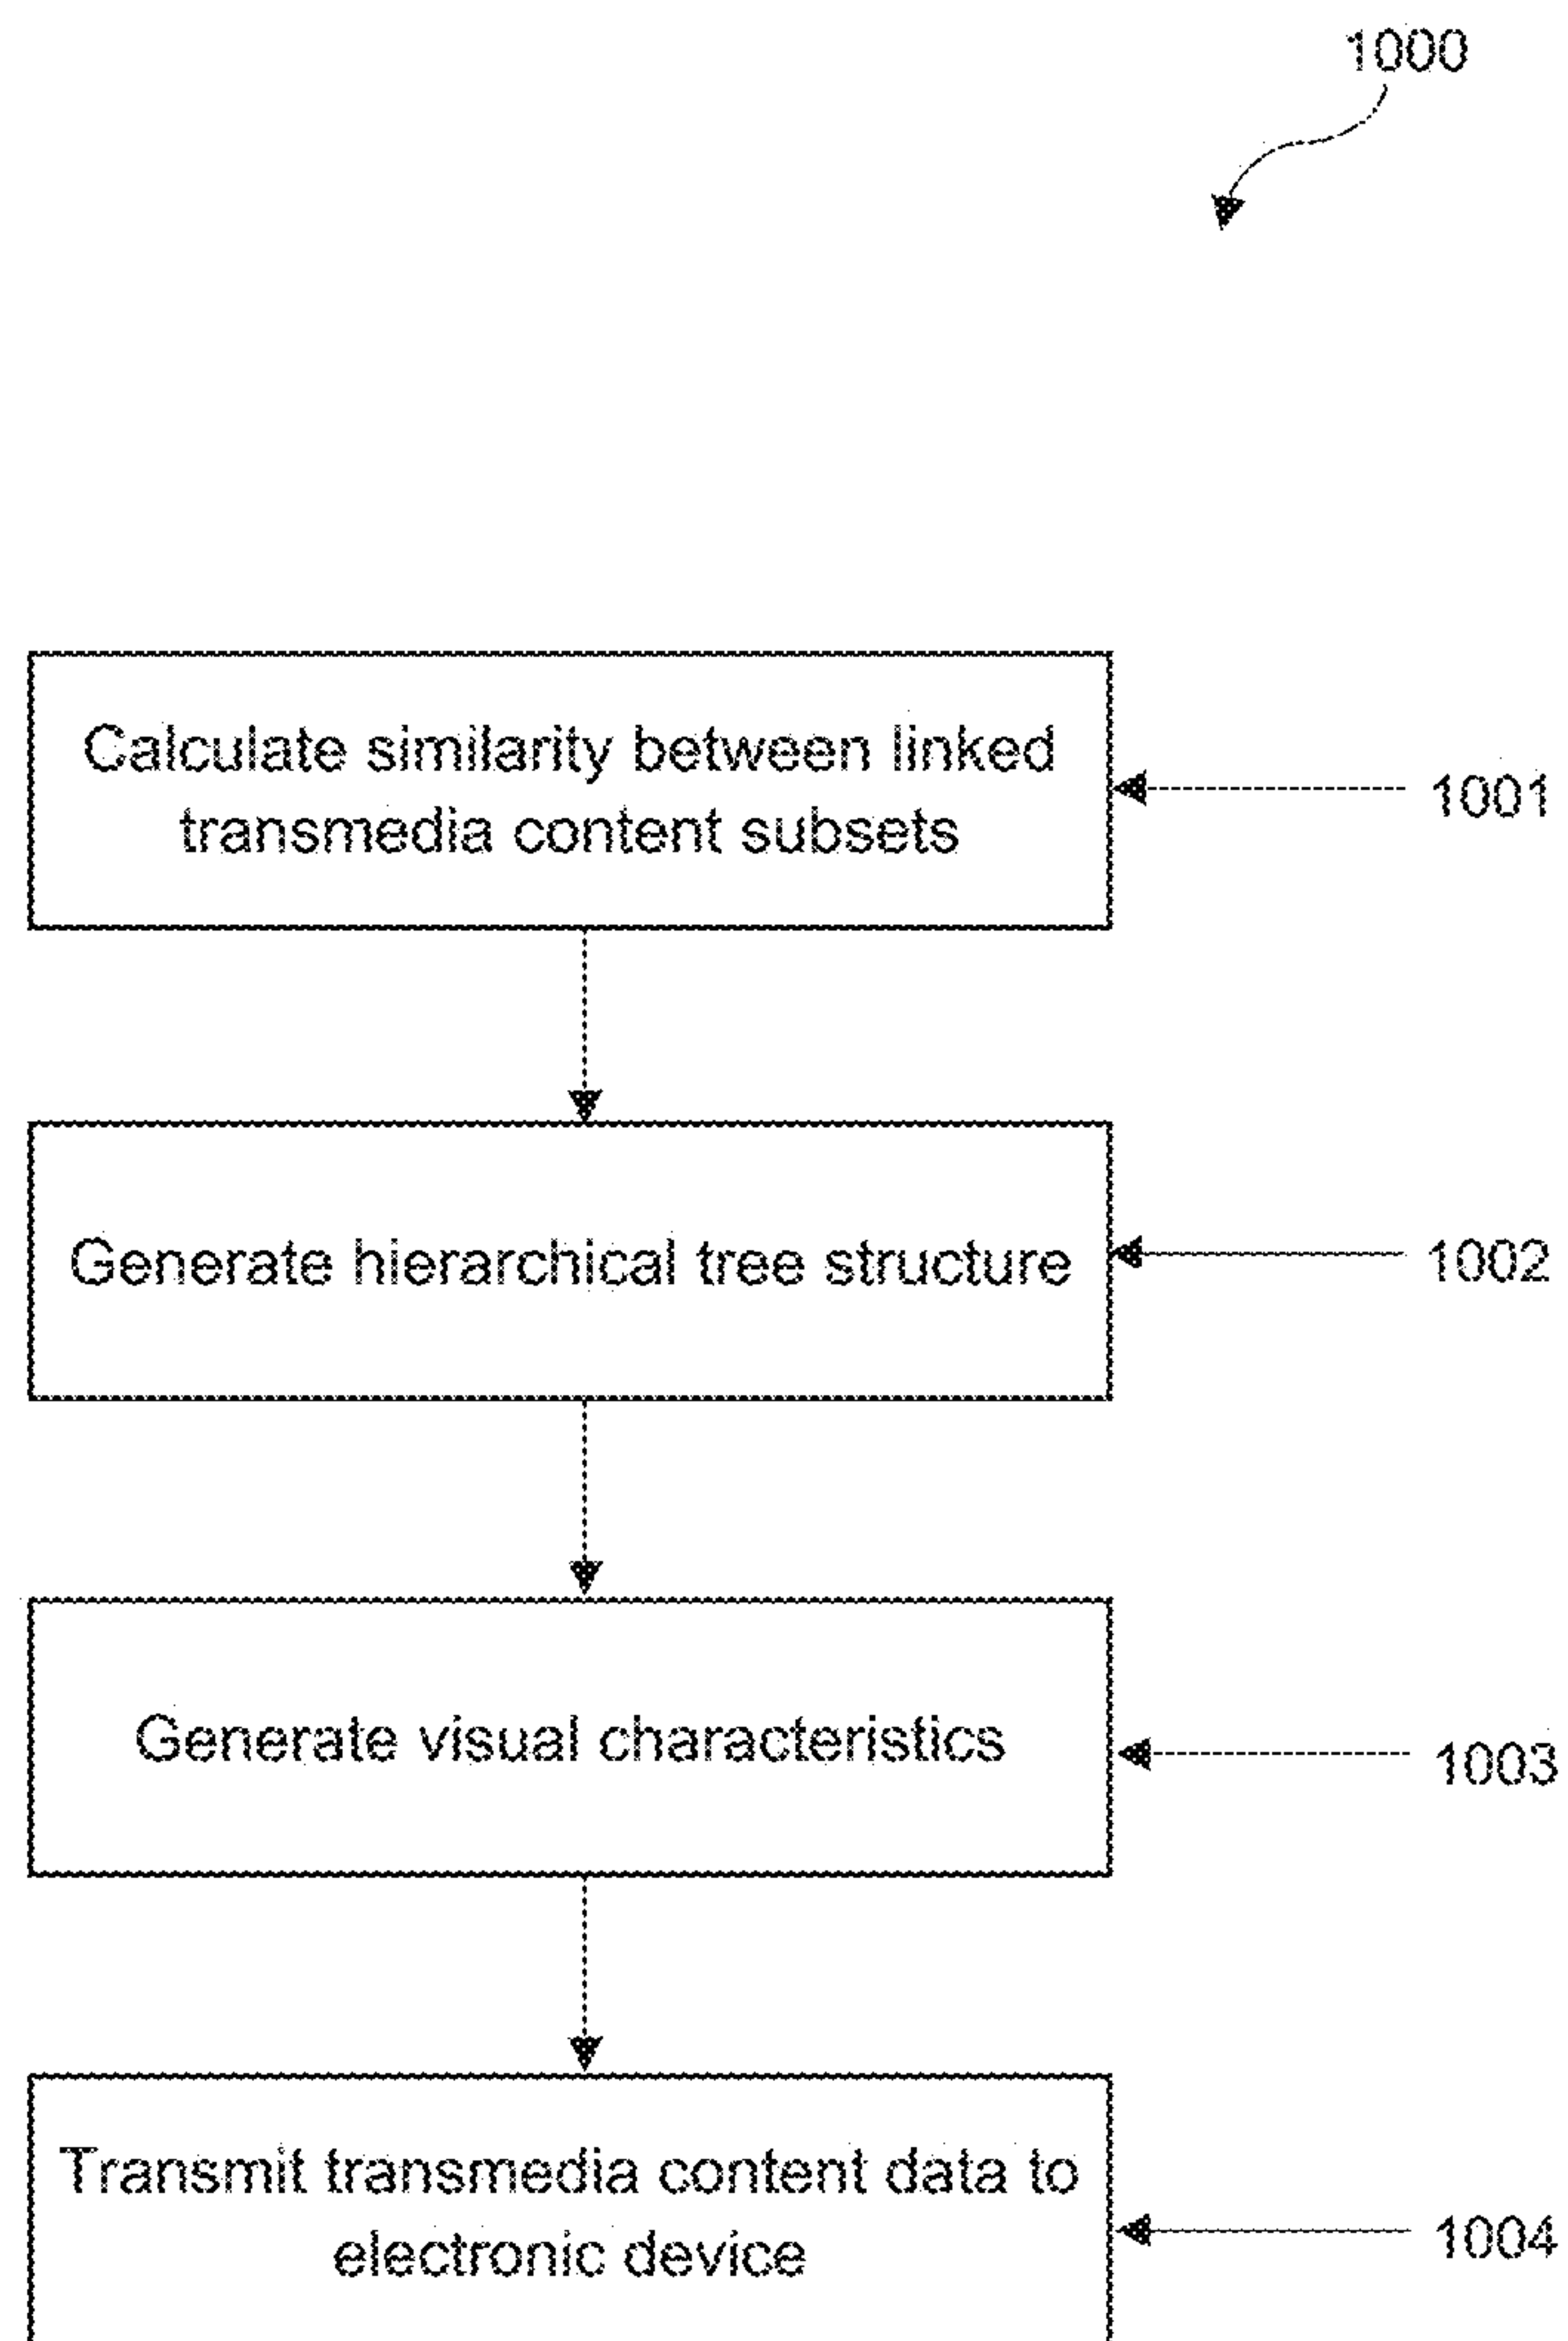 1000
Calculate similarity between linked
transmedia content subsets
1001
Generate hierarchical tree structure
1002
Generate visual characteristics
1003
Transmit transmedia content data to
electronic device
1004